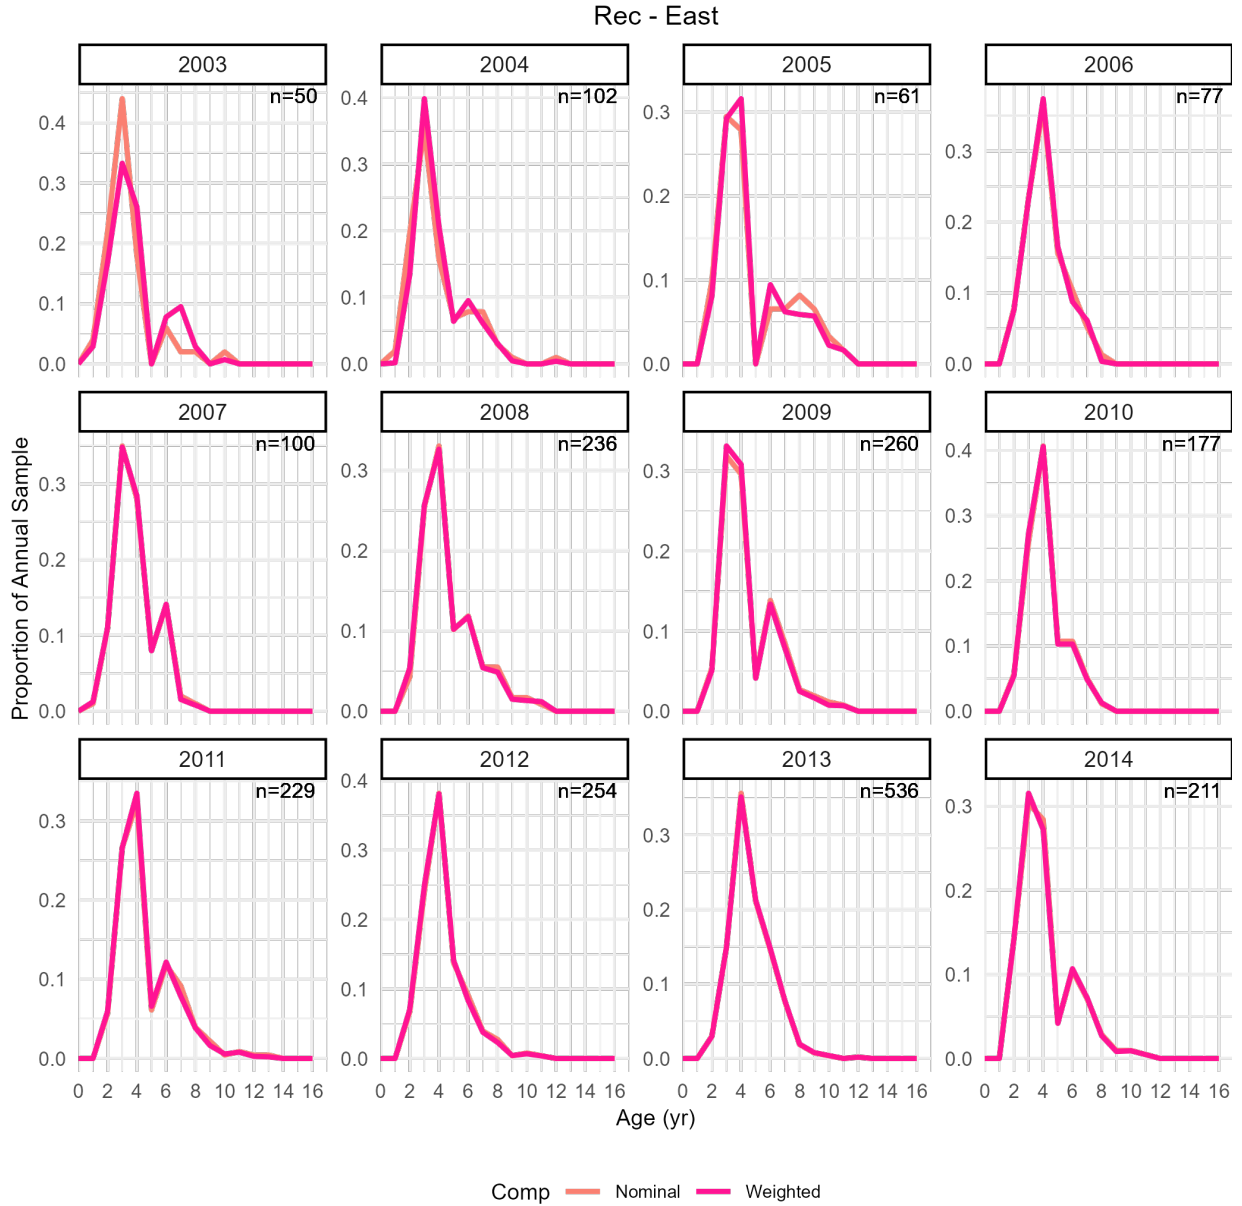 Rec - East
2003 2004 2005 2006
n=50 n=102 n=61 n=77
0.4 0.3 0.2 0.1 0.0
0.4 0.3 0.2 0.1 0.0
0.3 0.2 0.1 0.0
0.3 0.2 0.1 0.0
2007 2008 2009 2010
n=100 n=236 n=260 n=177
0.3 0.2 0.1 0.0
0.3 0.2 0.1 0.0
0.3 0.2 0.1 0.0
0.4 0.3 0.2 0.1 0.0
Proportion of Annual Sample
2011 2012 2013 2014
n=229 n=254 n=536 n=211
0.3 0.2 0.1 0.0
0.4 0.3 0.2 0.1 0.0
0.3 0.2 0.1 0.0
0.3 0.2 0.1 0.0
0 2 4 6 8 10 12 14 16 0 2 4 6 8 10 12 14 16 0 2 4 6 8 10 12 14 16 0 2 4 6 8 10 12 14 16
Age (yr)
Comp Nominal Weighted